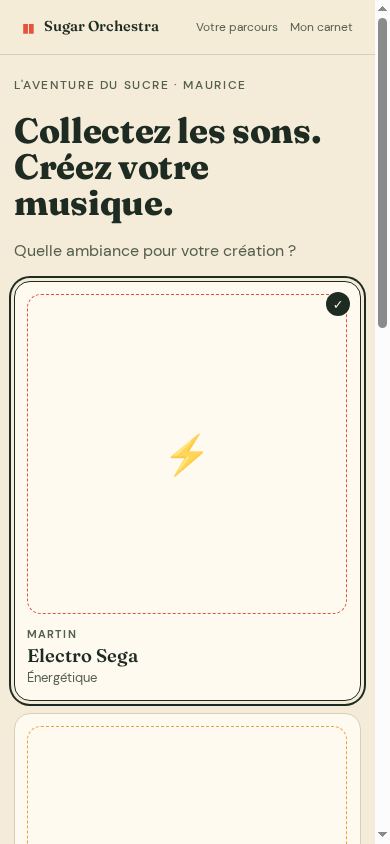 Sugar Orchestra
Votre parcours
Mon carnet
L'AVENTURE DU SUCRE · MAURICE
Collectez les sons.
Créez votre
musique.
Quelle ambiance pour votre création ?
MARTIN
Electro Sega
Énergétique